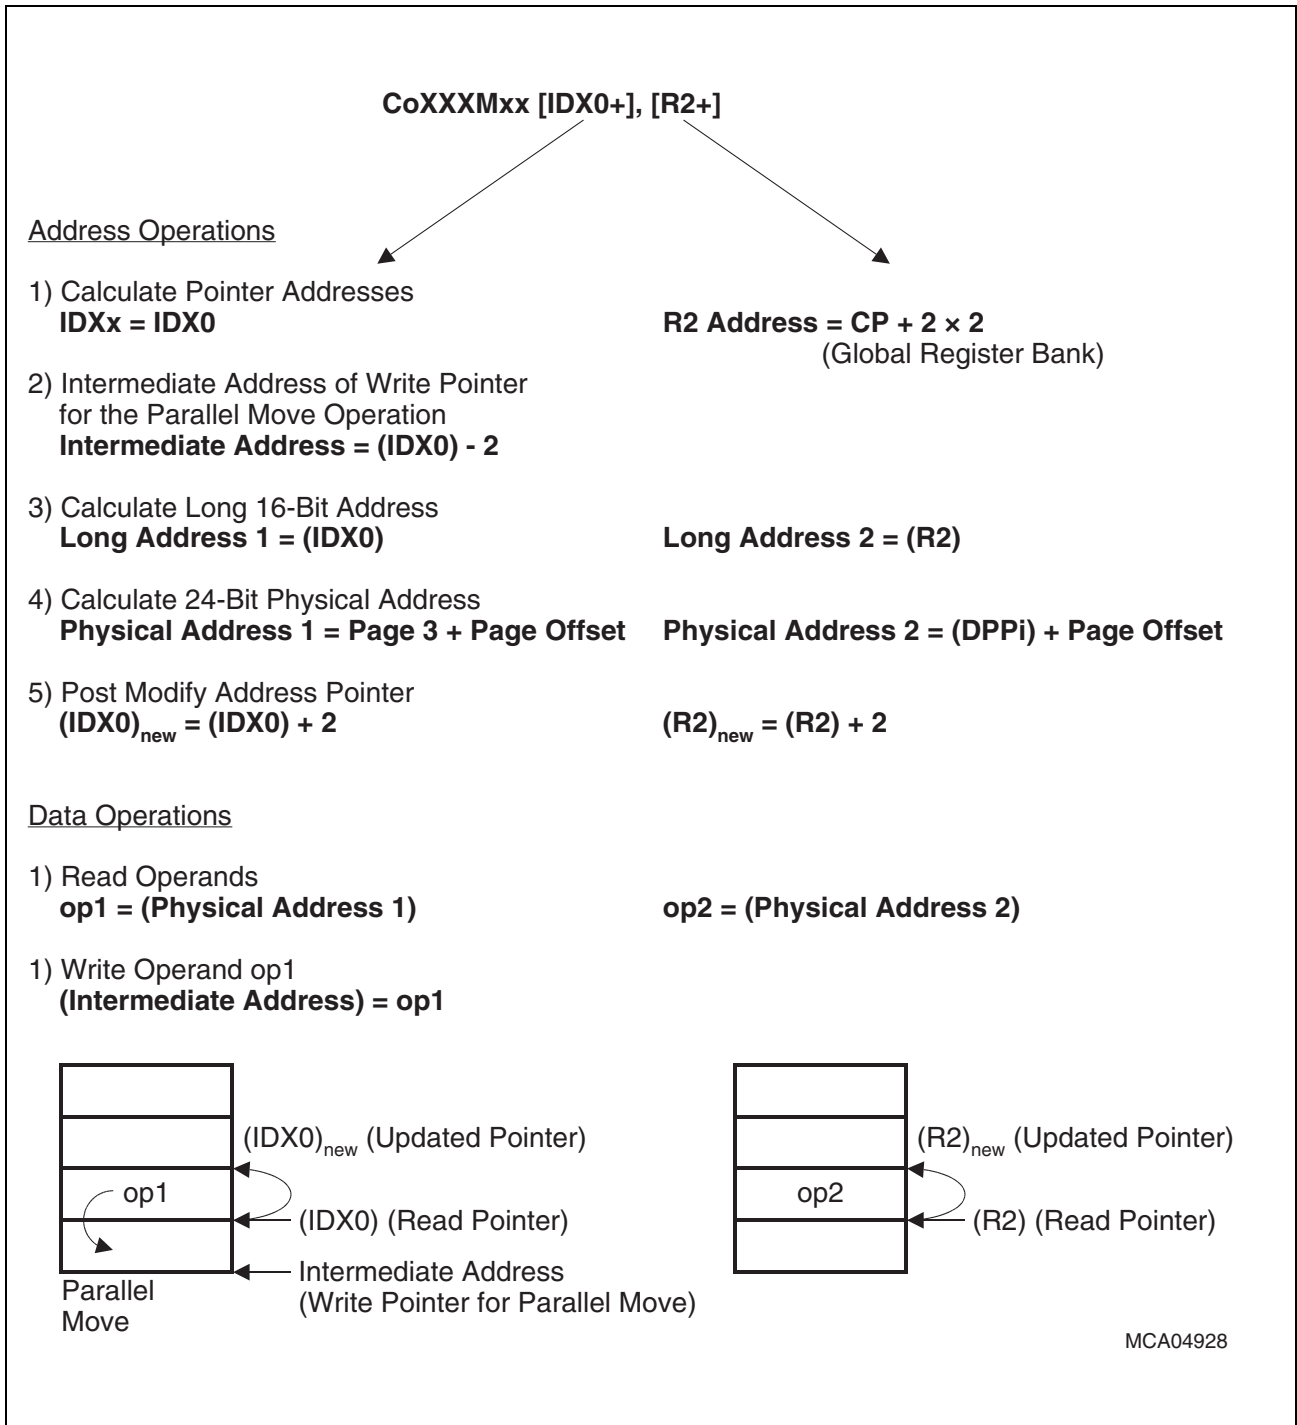 CoXXXMxx [IDX0+], [R2+]
Address Operations
1) Calculate Pointer Addresses
IDXx = IDX0
R2 Address = CP + 2 × 2
(Global Register Bank)
2) Intermediate Address of Write Pointer
for the Parallel Move Operation
Intermediate Address = (IDX0) - 2
3) Calculate Long 16-Bit Address
Long Address 1 = (IDX0)
Long Address 2 = (R2)
4) Calculate 24-Bit Physical Address
Physical Address 1 = Page 3 + Page Offset
Physical Address 2 = (DPPi) + Page Offset
5) Post Modify Address Pointer
(IDX0)new = (IDX0) + 2
(R2)new = (R2) + 2
Data Operations
1) Read Operands
op1 = (Physical Address 1)
op2 = (Physical Address 2)
1) Write Operand op1
(Intermediate Address) = op1
(IDX0)new (Updated Pointer)
op1
(IDX0) (Read Pointer)
Intermediate Address
(Write Pointer for Parallel Move)
Parallel
Move
(R2)new (Updated Pointer)
op2
(R2) (Read Pointer)
MCA04928